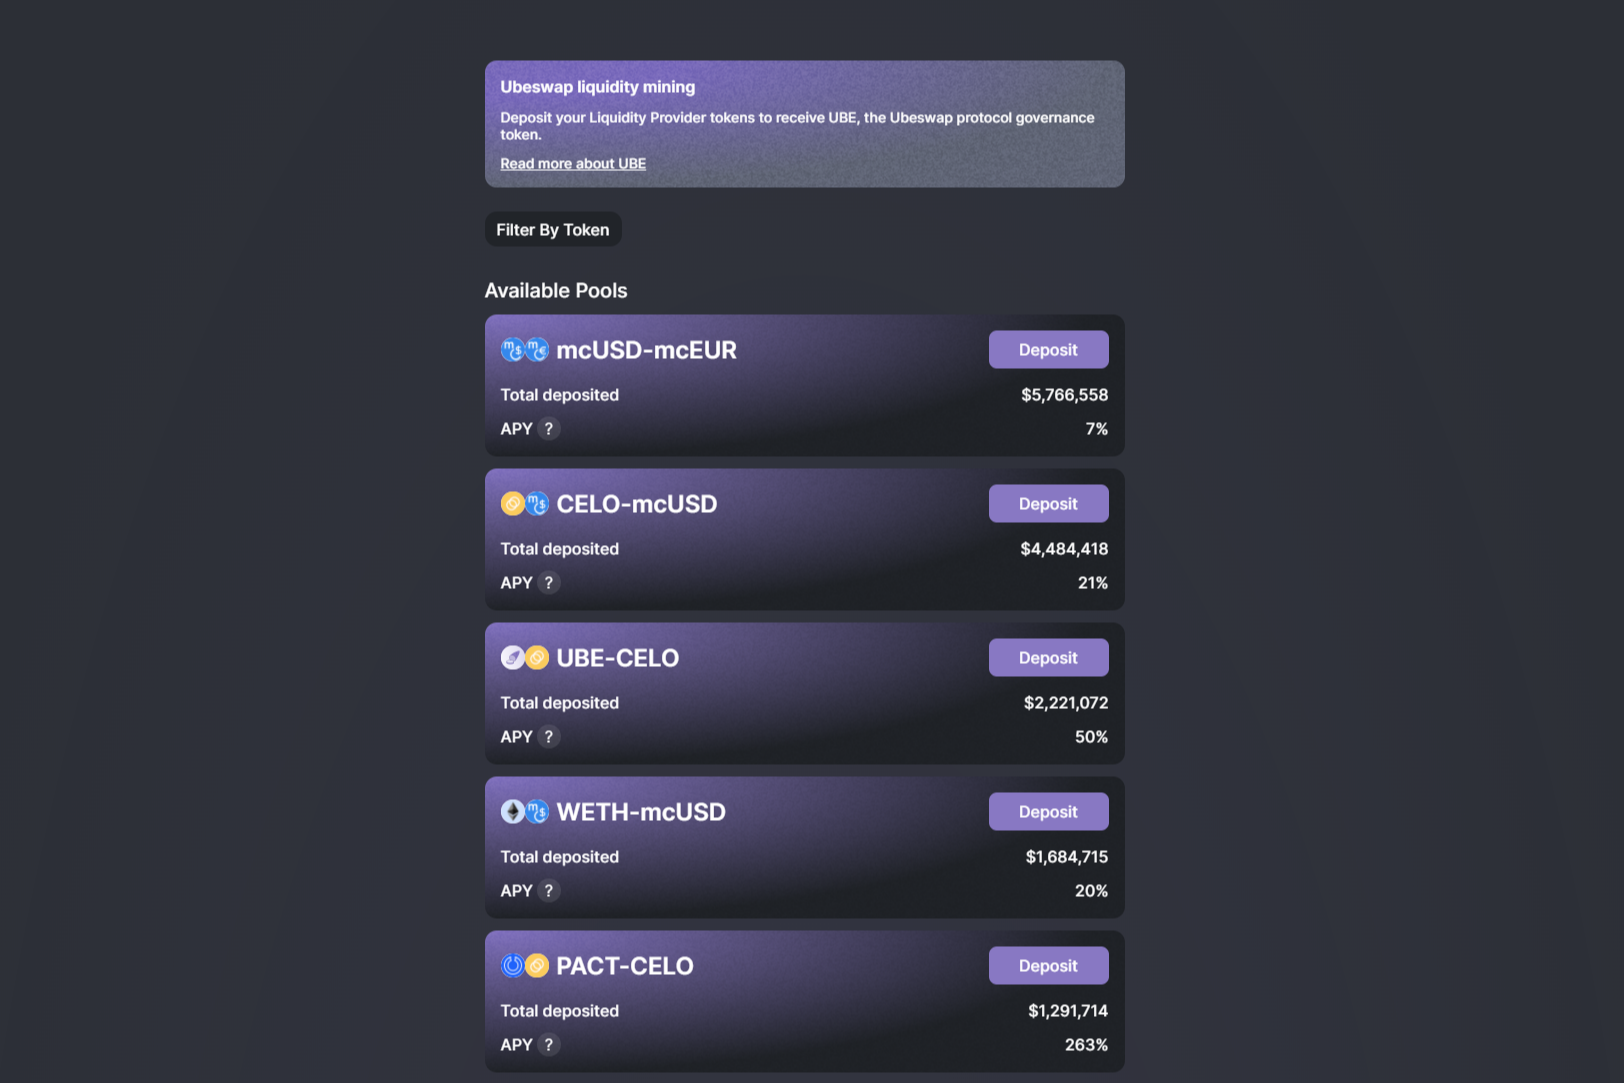 Ubeswap liquidity mining
Deposit your Liquidity Provider tokens to receive UBE, the Ubeswap protocol governance
token.
Read more about UBE
Filter By Token
Available Pools
m$ m€ mcUSD-mcEUR Deposit
Total deposited $5,766,558
APY ? 7%
m$ CELO-mcUSD Deposit
Total deposited $4,484,418
APY ? 21%
UBE-CELO Deposit
Total deposited $2,221,072
APY ? 50%
m$ WETH-mcUSD Deposit
Total deposited $1,684,715
APY ? 20%
PACT-CELO Deposit
Total deposited $1,291,714
APY ? 263%